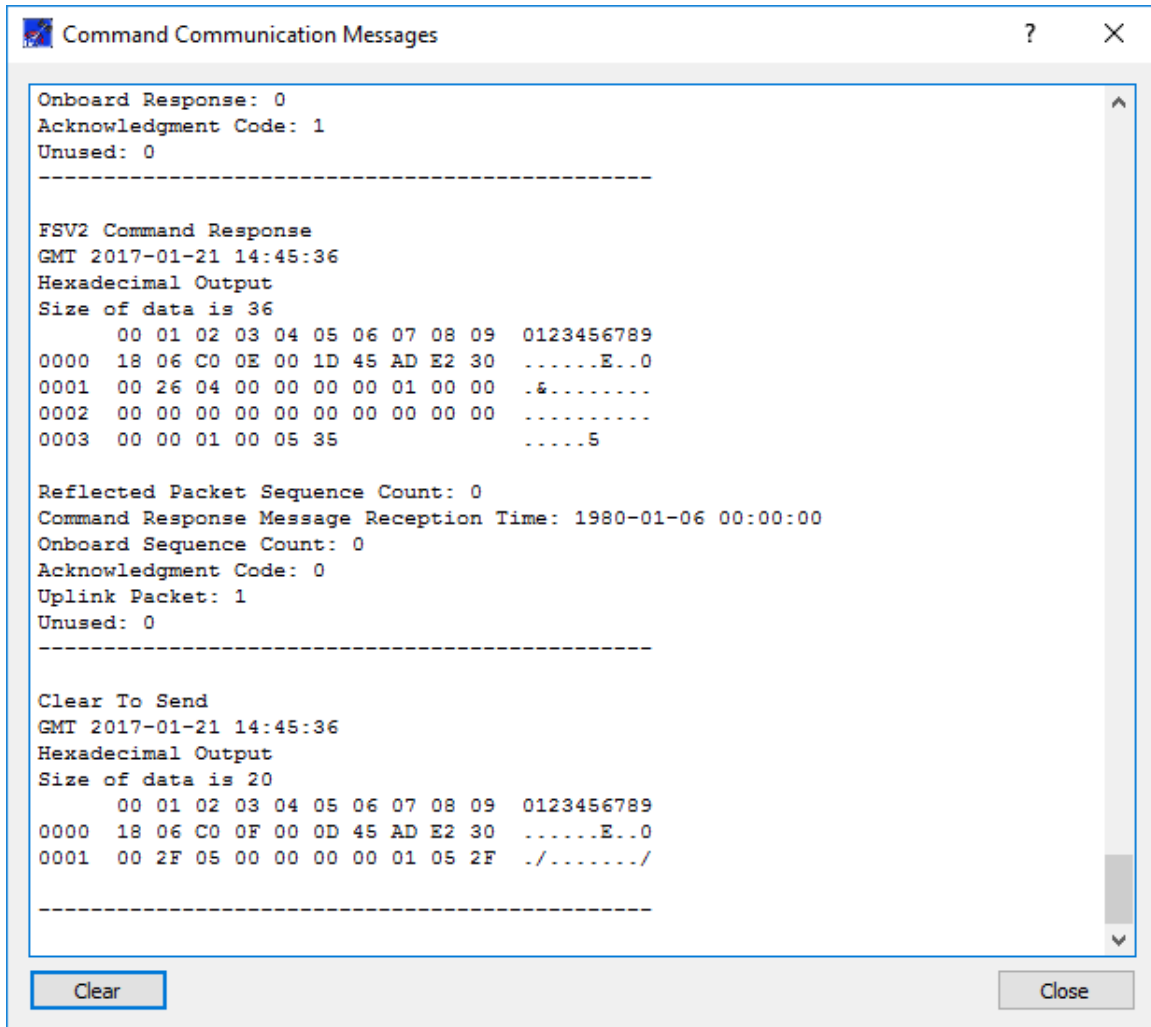 Command Communication Messages
Onboard Response: 0
Acknowledgment Code: 1
Unused: 0
-----------------------------------------------
FSV2 Command Response
GMT 2017-01-21 14:45:36
Hexadecimal Output
Size of data is 36
      00 01 02 03 04 05 06 07 08 09  0123456789
0000  18 06 C0 0E 00 1D 45 AD E2 30  ......E..0
0001  00 26 04 00 00 00 00 01 00 00  .&........
0002  00 00 00 00 00 00 00 00 00 00  ..........
0003  00 00 01 00 05 35              .....5
Reflected Packet Sequence Count: 0
Command Response Message Reception Time: 1980-01-06 00:00:00
Onboard Sequence Count: 0
Acknowledgment Code: 0
Uplink Packet: 1
Unused: 0
-----------------------------------------------
Clear To Send
GMT 2017-01-21 14:45:36
Hexadecimal Output
Size of data is 20
      00 01 02 03 04 05 06 07 08 09  0123456789
0000  18 06 C0 0F 00 0D 45 AD E2 30  ......E..0
0001  00 2F 05 00 00 00 00 01 05 2F  ./......./
-----------------------------------------------
Clear
Close